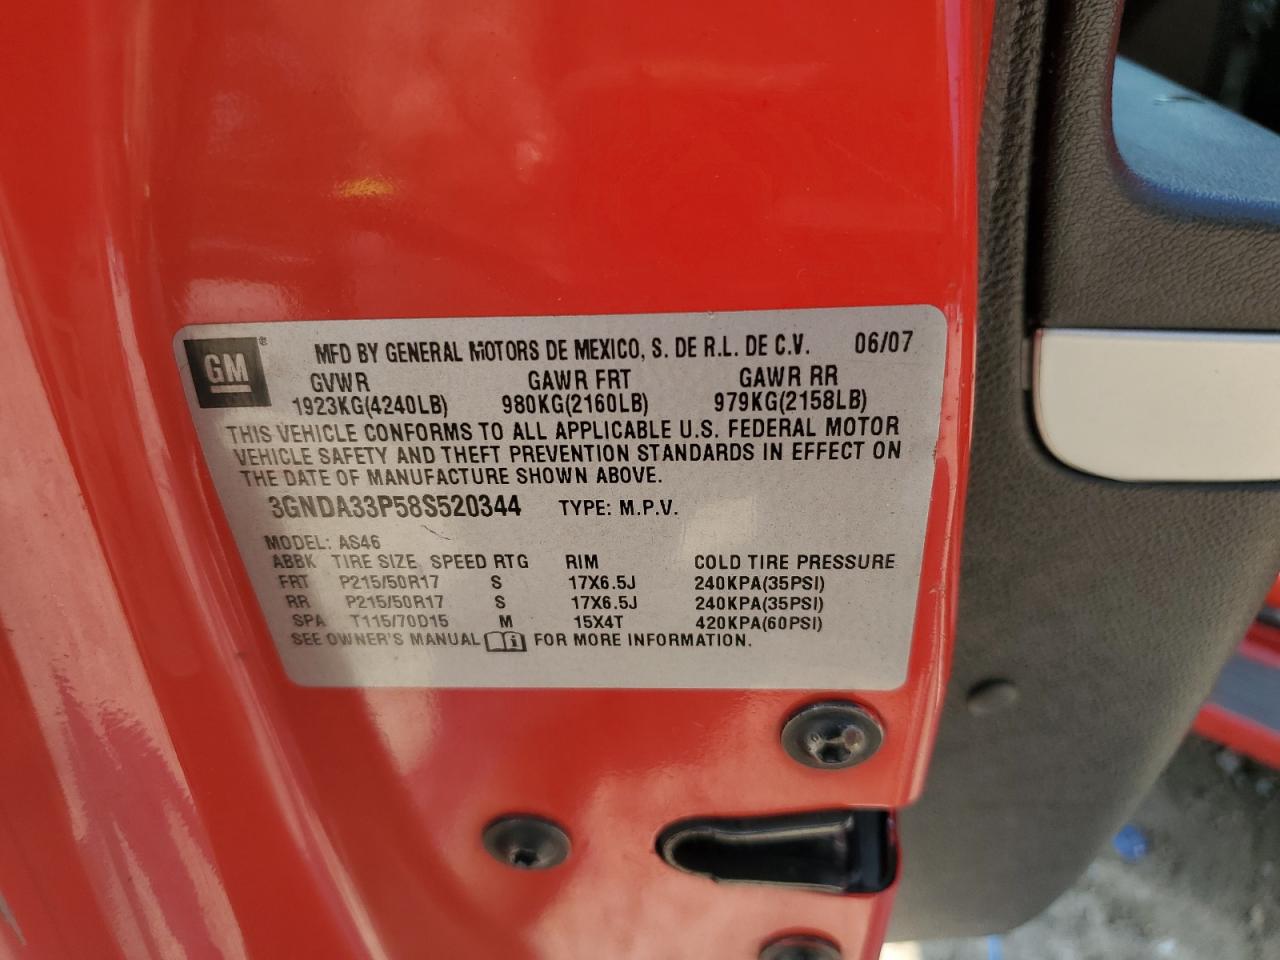 GM®
MFD BY GENERAL MOTORS DE MEXICO, S. DE R.L. DE C.V. 06/07
GVWR GAWR FRT GAWR RR
1923KG(4240LB) 980KG(2160LB) 979KG(2158LB)
THIS VEHICLE CONFORMS TO ALL APPLICABLE U.S. FEDERAL MOTOR
VEHICLE SAFETY AND THEFT PREVENTION STANDARDS IN EFFECT ON
THE DATE OF MANUFACTURE SHOWN ABOVE.
3GNDA33P58S520344 TYPE: M.P.V.
MODEL: AS46
ABBK TIRE SIZE SPEED RTG RIM COLD TIRE PRESSURE
FRT P215/50R17 S 17X6.5J 240KPA(35PSI)
RR P215/50R17 S 17X6.5J 240KPA(35PSI)
SPA T115/70D15 M 15X4T 420KPA(60PSI)
SEE OWNER'S MANUAL i FOR MORE INFORMATION.